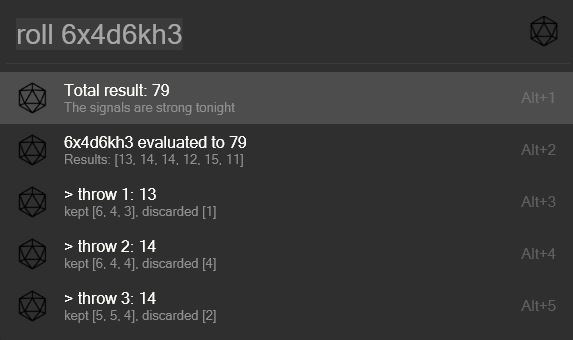 roll 6x4d6kh3
Total result: 79
The signals are strong tonight
Alt+1
6x4d6kh3 evaluated to 79
Results: [13, 14, 14, 12, 15, 11]
Alt+2
> throw 1: 13
kept [6, 4, 3], discarded [1]
Alt+3
> throw 2: 14
kept [6, 4, 4], discarded [4]
Alt+4
> throw 3: 14
kept [5, 5, 4], discarded [2]
Alt+5